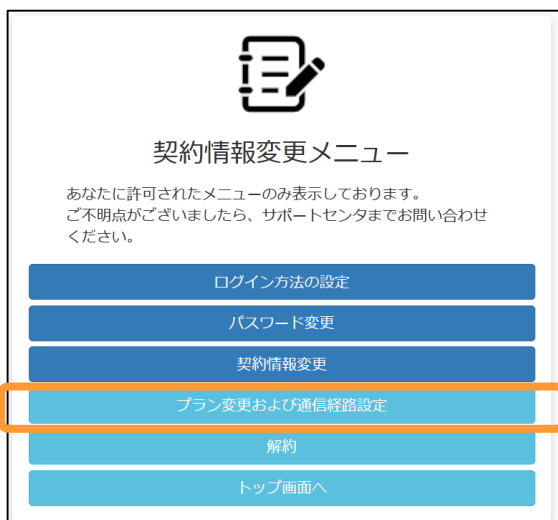 契約情報変更メニュー
あなたに許可されたメニューのみ表示しております。
ご不明点がございましたら、サポートセンタまでお問い合わせ
ください。
ログイン方法の設定
パスワード変更
契約情報変更
プラン変更および通信経路設定
解約
トップ画面へ